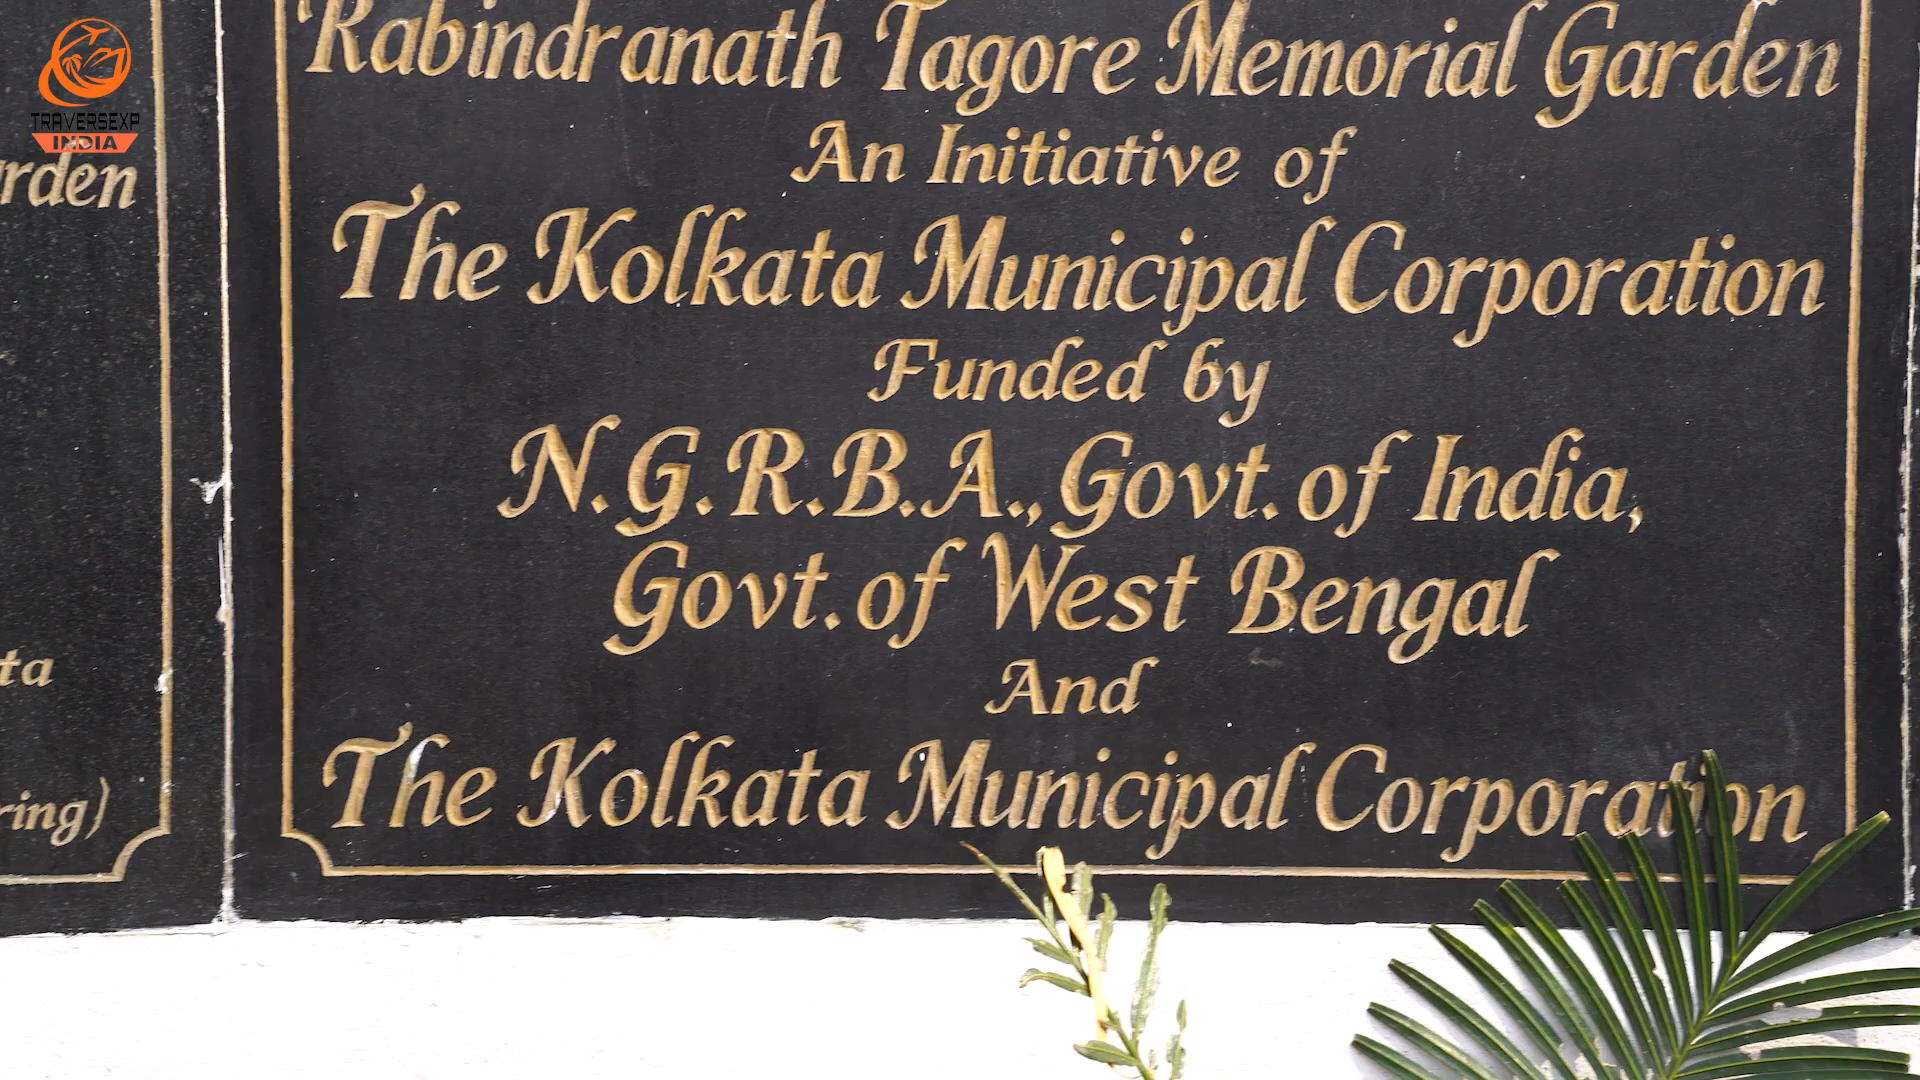 TRAVERSEXP
INDIA
arden
ta
ring)
Rabindranath Tagore Memorial Garden
An Initiative of
The Kolkata Municipal Corporation
Funded by
N.G.R.B.A., Govt. of India,
Govt. of West Bengal
And
The Kolkata Municipal Corporation